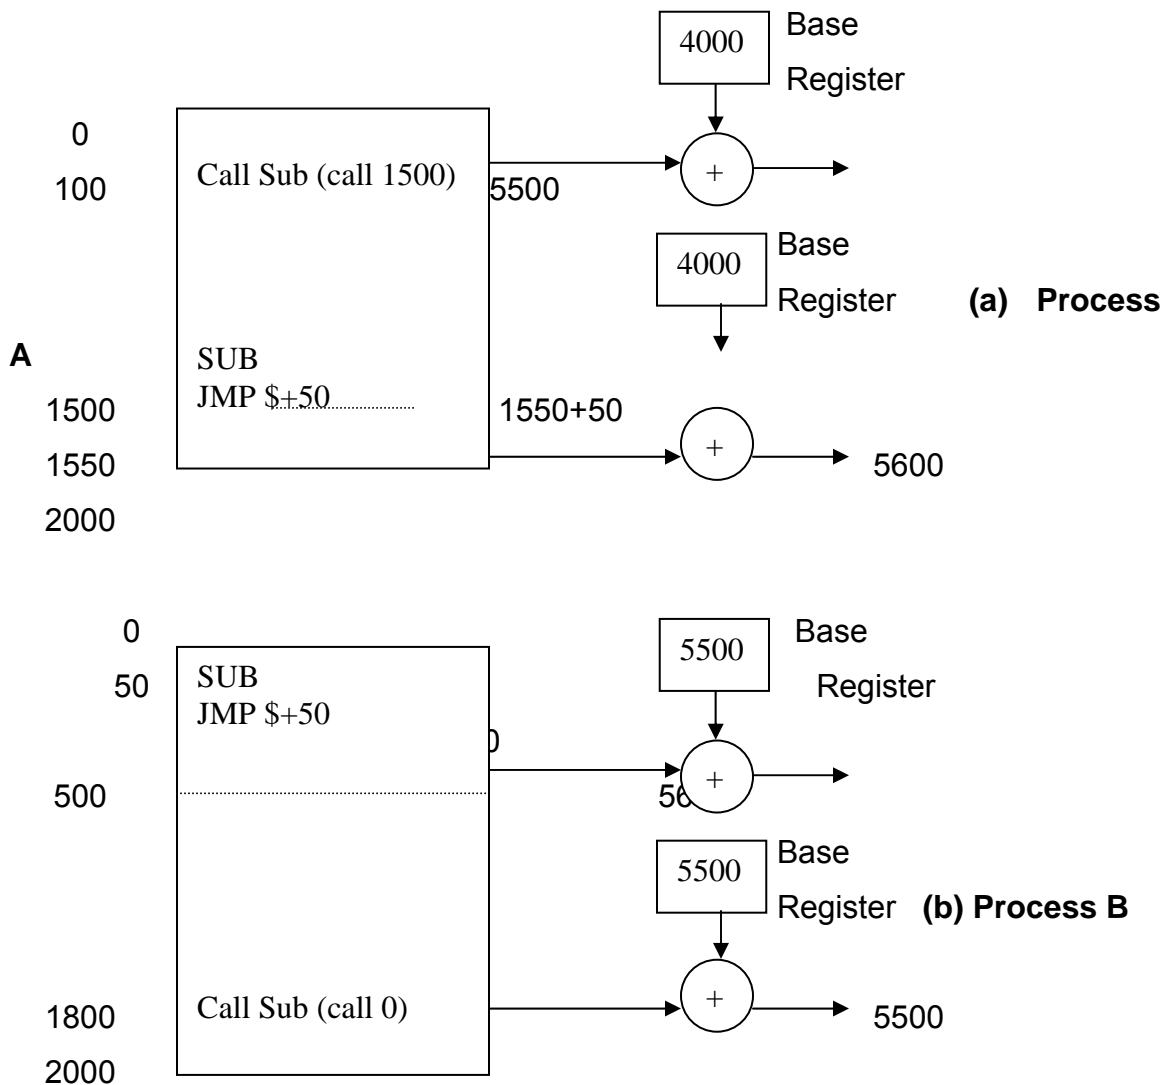 4000
Base
Register
0
100
Call Sub (call 1500)
5500
+
4000
Base
Register
(a) Process
A
SUB
JMP $+50
1500
1550+50
+
1550
5600
2000
0
5500
Base
50
SUB
Register
JMP $+50
+
500
5500
Base
Register
(b) Process B
+
1800
Call Sub (call 0)
5500
2000